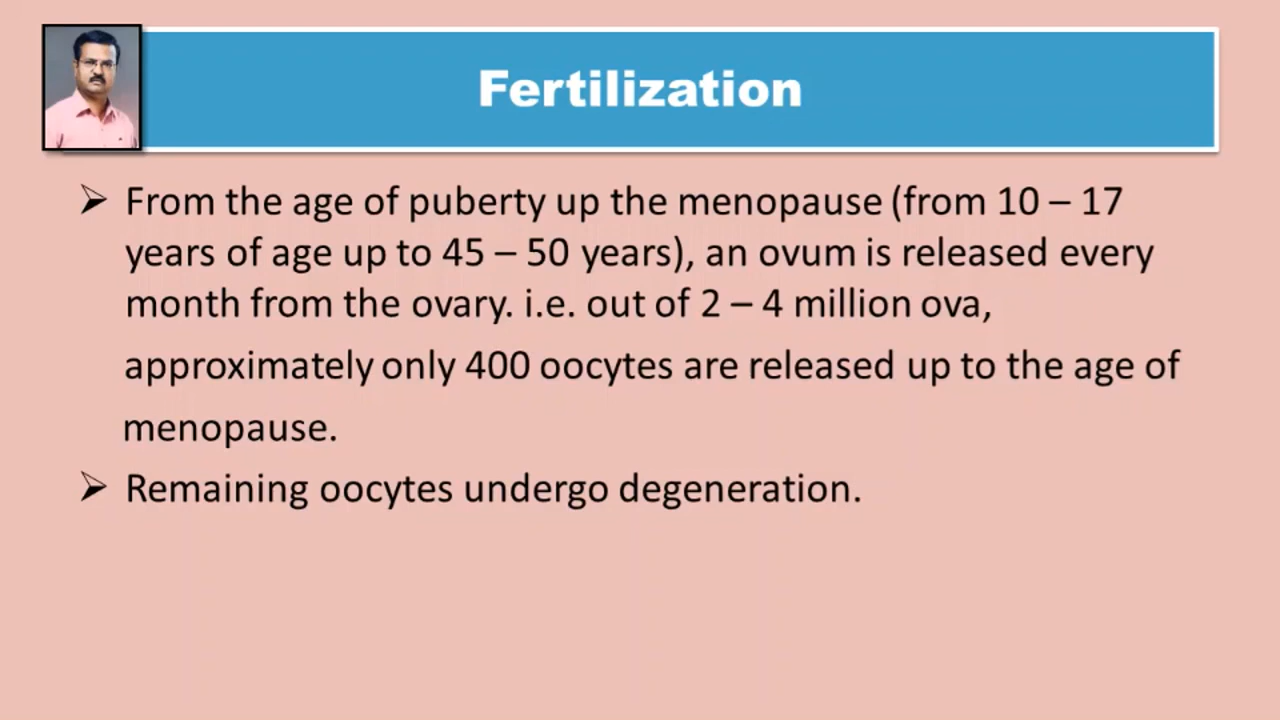 Fertilization
➢ From the age of puberty up the menopause (from 10 – 17
years of age up to 45 – 50 years), an ovum is released every
month from the ovary. i.e. out of 2 – 4 million ova,
approximately only 400 oocytes are released up to the age of
menopause.
➢ Remaining oocytes undergo degeneration.